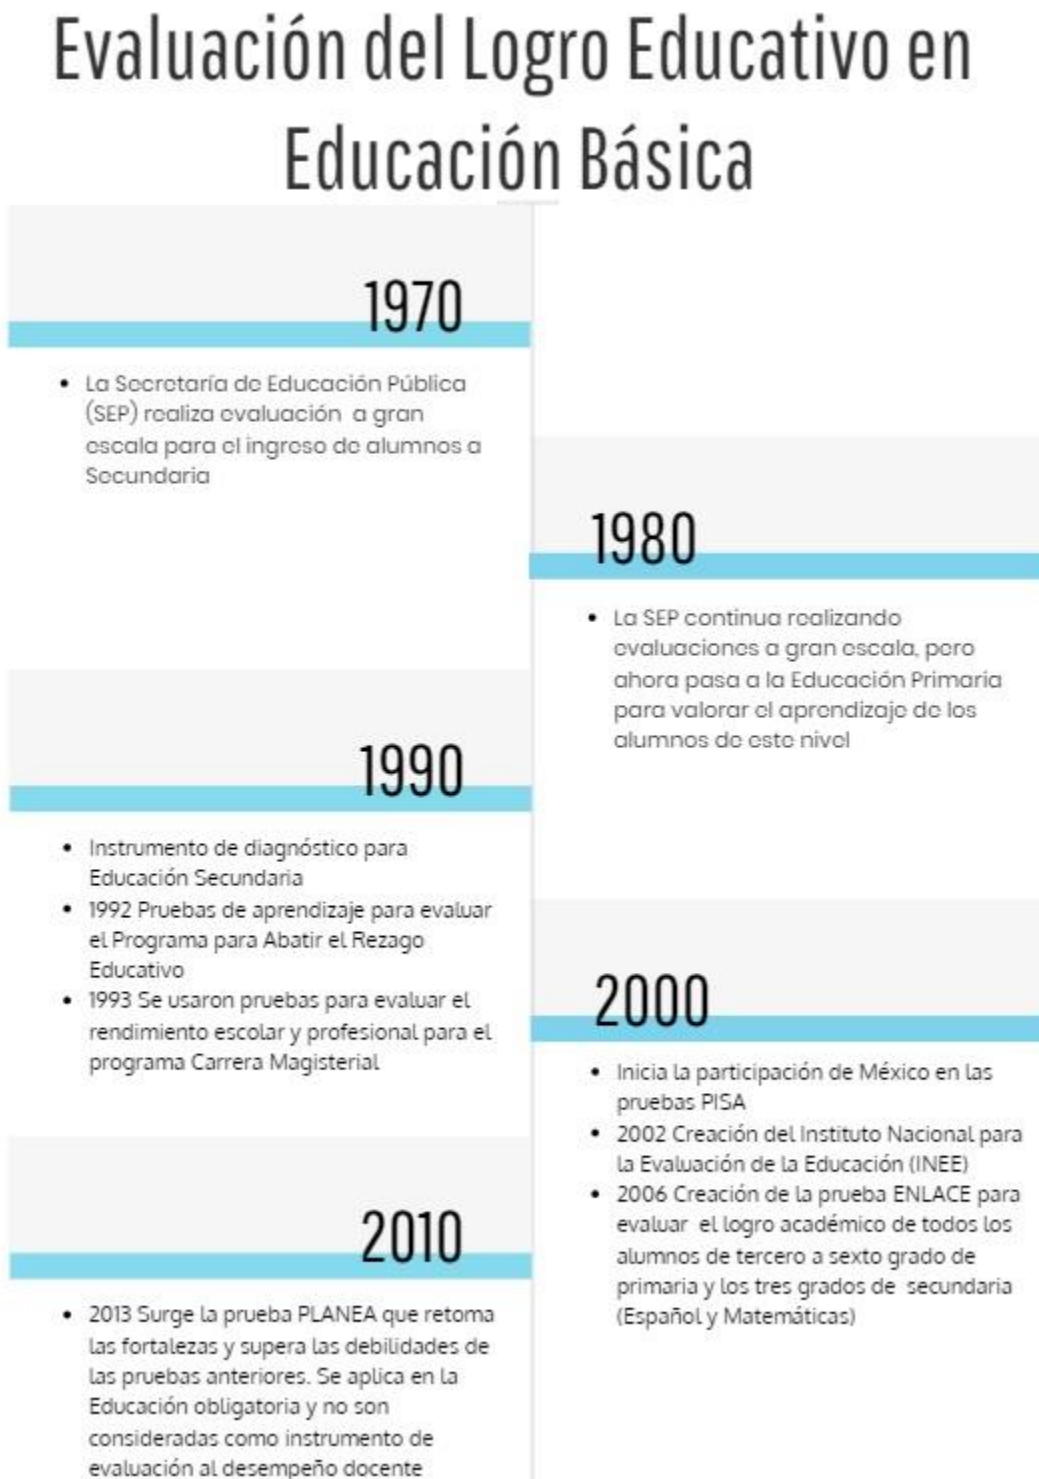 Evaluación del Logro Educativo en
Educación Básica
1970
• La Secretaría de Educación Pública
(SEP) realiza evaluación a gran
escala para el ingreso de alumnos a
Secundaria
1980
• La SEP continua realizando
evaluaciones a gran escala, pero
ahora pasa a la Educación Primaria
para valorar el aprendizaje de los
alumnos de este nivel
1990
• Instrumento de diagnóstico para
Educación Secundaria
• 1992 Pruebas de aprendizaje para evaluar
el Programa para Abatir el Rezago
Educativo
• 1993 Se usaron pruebas para evaluar el
rendimiento escolar y profesional para el
programa Carrera Magisterial
2000
• Inicia la participación de México en las
pruebas PISA
• 2002 Creación del Instituto Nacional para
la Evaluación de la Educación (INEE)
• 2006 Creación de la prueba ENLACE para
evaluar el logro académico de todos los
alumnos de tercero a sexto grado de
primaria y los tres grados de secundaria
(Español y Matemáticas)
2010
• 2013 Surge la prueba PLANEA que retoma
las fortalezas y supera las debilidades de
las pruebas anteriores. Se aplica en la
Educación obligatoria y no son
consideradas como instrumento de
evaluación al desempeño docente